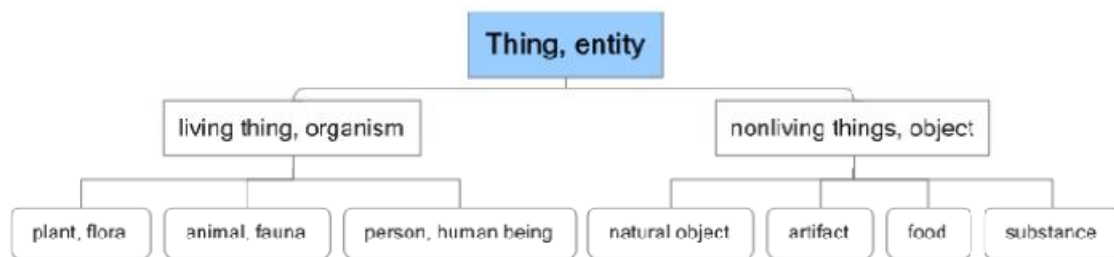 Thing, entity
living thing, organism
nonliving things, object
plant, flora
animal, fauna
person, human being
natural object
artifact
food
substance